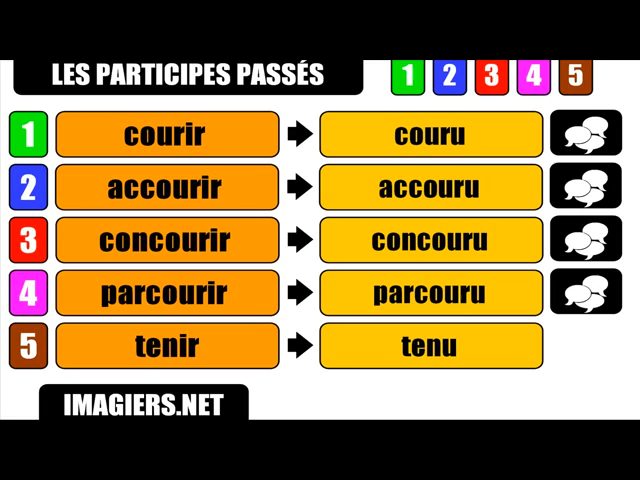 LES PARTICIPES PASSÉS 1 2 3 4 5
1 courir couru
2 accourir accouru
3 concourir concouru
4 parcourir parcouru
5 tenir tenu
IMAGIERS.NET